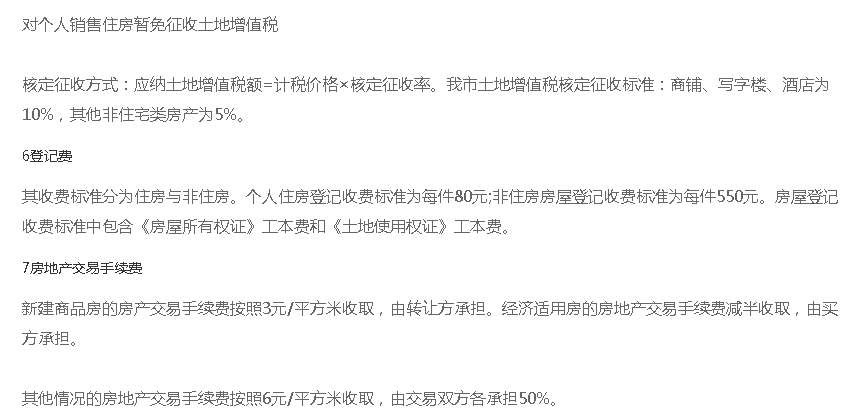 对个人销售住房暂免征收土地增值税
核定征收方式：应纳土地增值税额=计税价格×核定征收率。我市土地增值税核定征收标准：商铺、写字楼、酒店为
10%，其他非住宅类房产为5%。
6登记费
其收费标准分为住房与非住房。个人住房登记收费标准为每件80元;非住房房屋登记收费标准为每件550元。房屋登记
收费标准中包含《房屋所有权证》工本费和《土地使用权证》工本费。
7房地产交易手续费
新建商品房的房产交易手续费按照3元/平方米收取，由转让方承担。经济适用房的房地产交易手续费减半收取，由买
方承担。
其他情况的房地产交易手续费按照6元/平方米收取，由交易双方各承担50%。